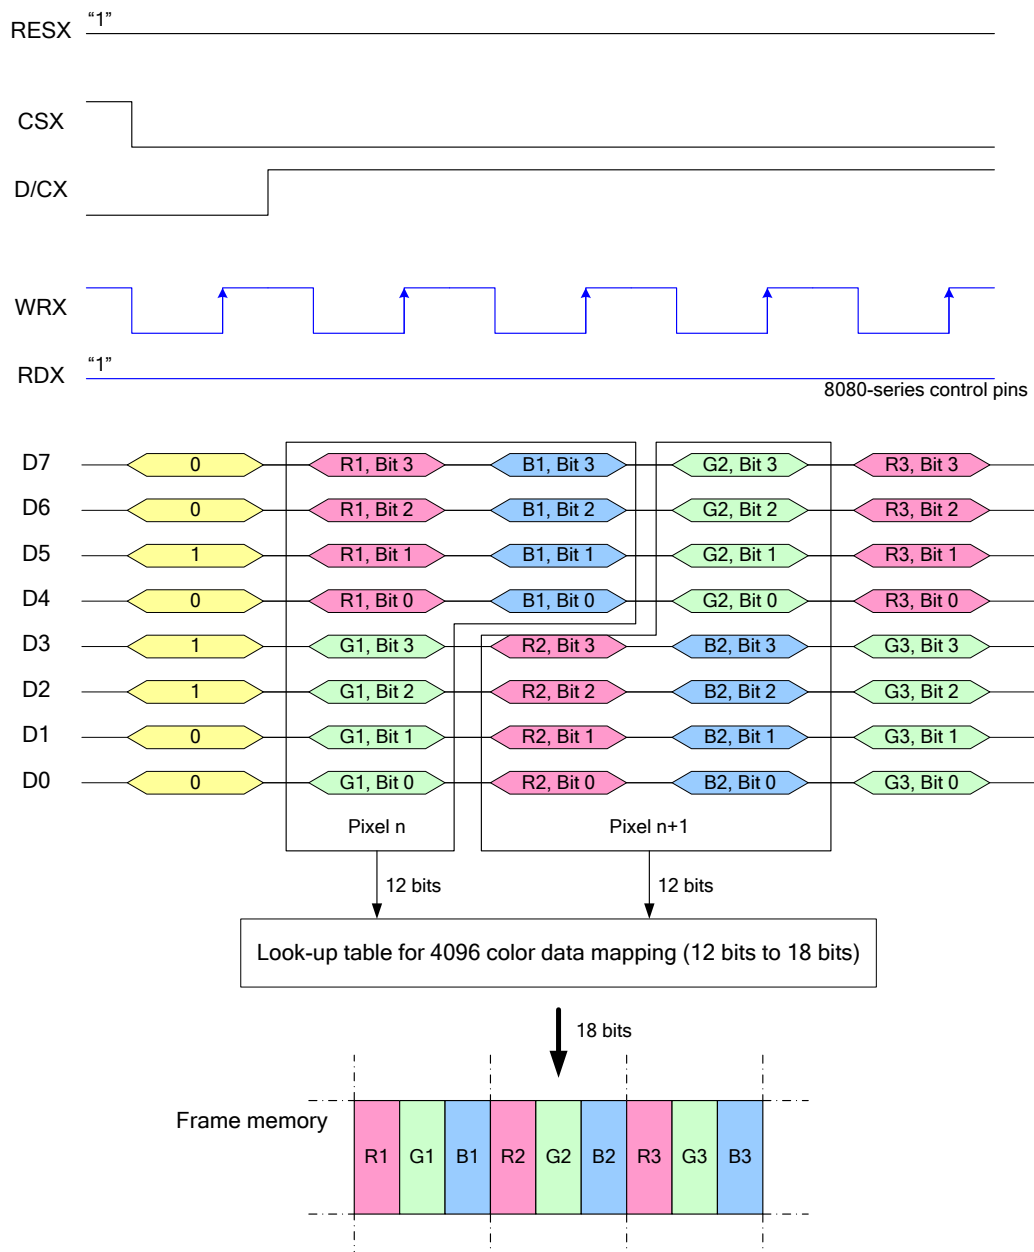 RESX “1”
CSX
D/CX
WRX
RDX “1”
8080-series control pins
D7 0 R1, Bit 3 B1, Bit 3 G2, Bit 3 R3, Bit 3
D6 0 R1, Bit 2 B1, Bit 2 G2, Bit 2 R3, Bit 2
D5 1 R1, Bit 1 B1, Bit 1 G2, Bit 1 R3, Bit 1
D4 0 R1, Bit 0 B1, Bit 0 G2, Bit 0 R3, Bit 0
D3 1 G1, Bit 3 R2, Bit 3 B2, Bit 3 G3, Bit 3
D2 1 G1, Bit 2 R2, Bit 2 B2, Bit 2 G3, Bit 2
D1 0 G1, Bit 1 R2, Bit 1 B2, Bit 1 G3, Bit 1
D0 0 G1, Bit 0 R2, Bit 0 B2, Bit 0 G3, Bit 0
Pixel n Pixel n+1
12 bits 12 bits
Look-up table for 4096 color data mapping (12 bits to 18 bits)
18 bits
Frame memory
R1 G1 B1 R2 G2 B2 R3 G3 B3